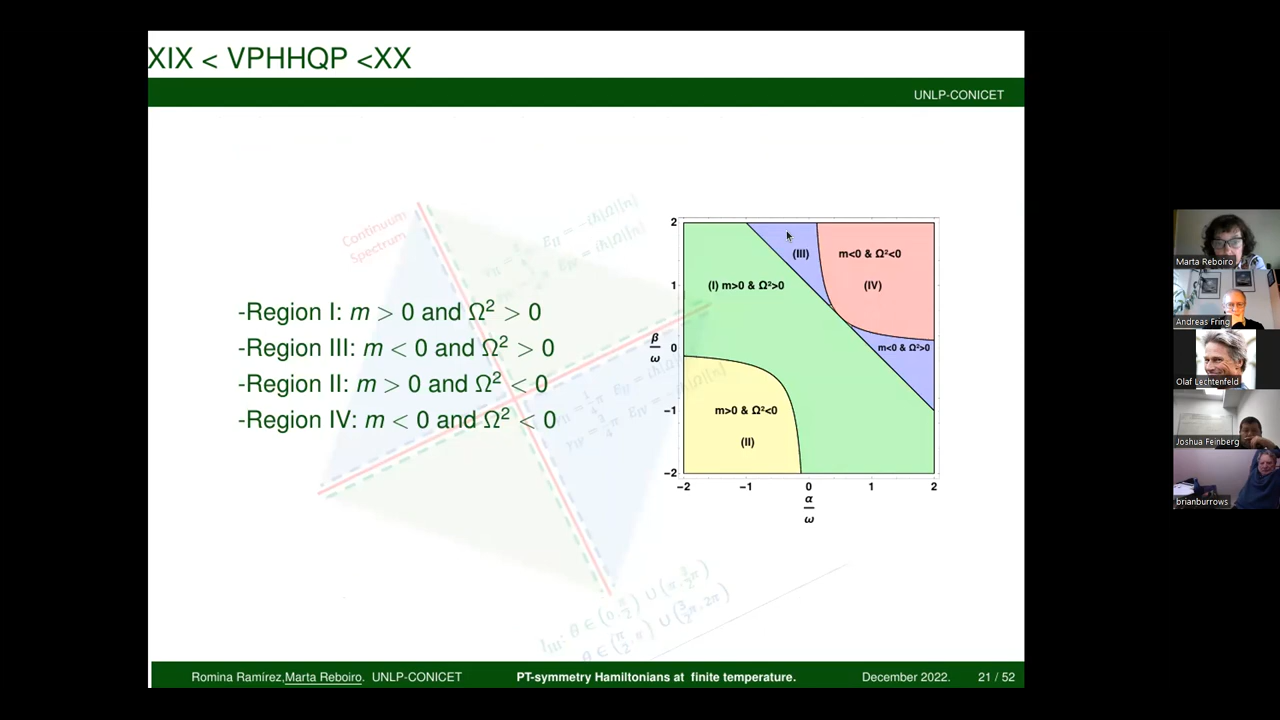 XIX < VPHHQP <XX
UNLP-CONICET
Continuum
Spectrum
-Region I: m > 0 and Ω² > 0
-Region III: m < 0 and Ω² > 0
-Region II: m > 0 and Ω² < 0
-Region IV: m < 0 and Ω² < 0
2
1
0
−1
−2
β
ω
(III)
m<0 & Ω²<0
(IV)
(I) m>0 & Ω²>0
m<0 & Ω²>0
m>0 & Ω²<0
(II)
−2 −1 0 1 2
α
ω
Romina Ramírez,Marta Reboiro. UNLP-CONICET
PT-symmetry Hamiltonians at finite temperature.
December 2022.
21 / 52
Marta Reboiro
Andreas Fring
Olaf Lechtenfeld
Joshua Feinberg
brianburrows